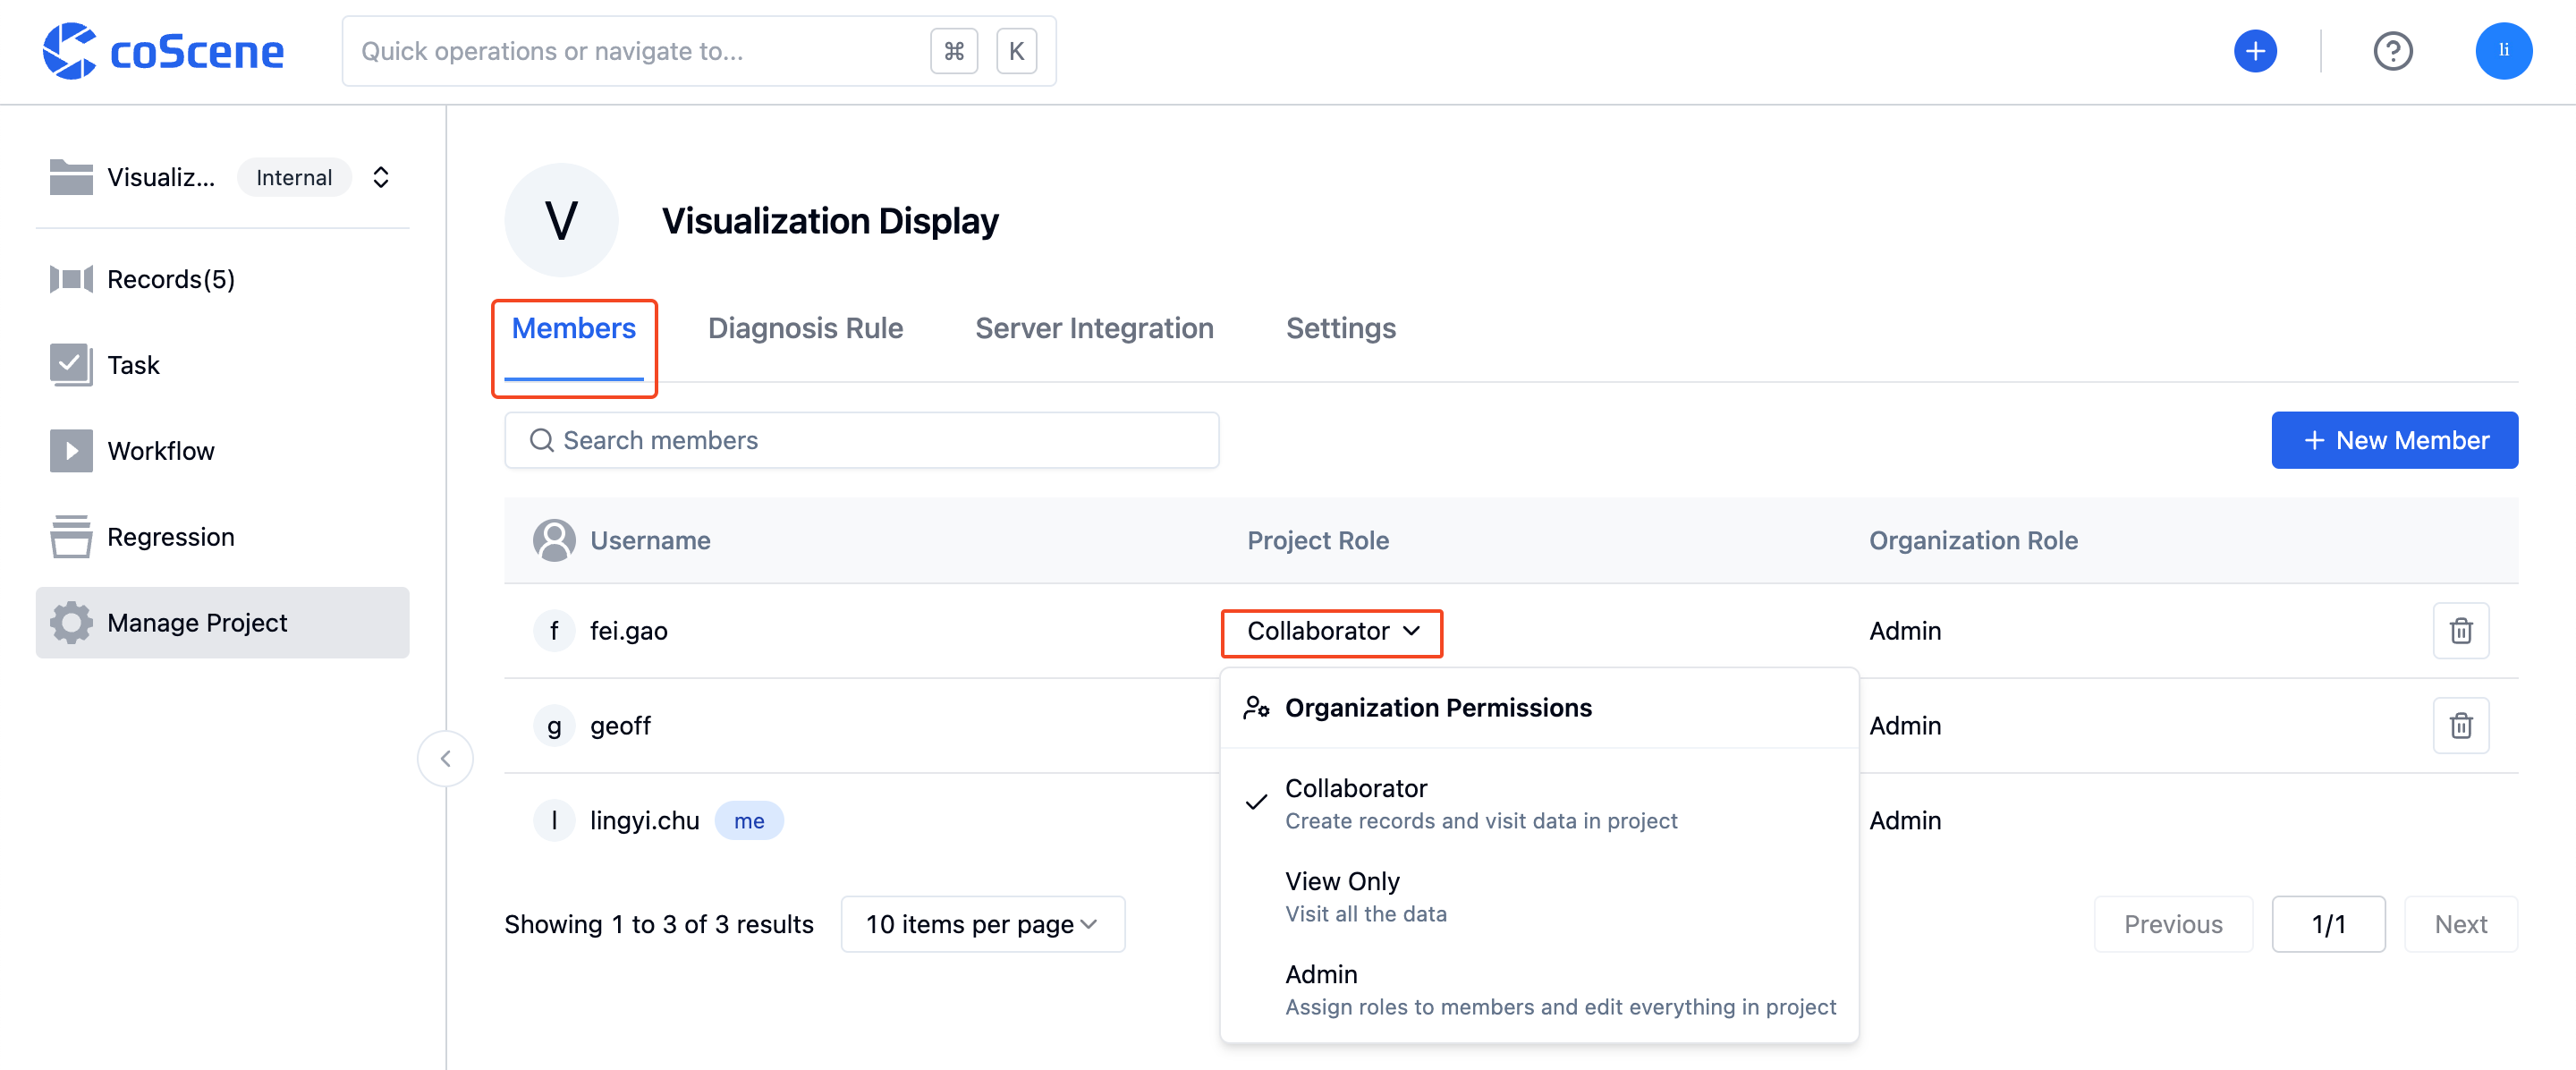 coScene
Quick operations or navigate to...
⌘ K
li
Visualiz... Internal
Records(5)
Task
Workflow
Regression
Manage Project
V
Visualization Display
Members Diagnosis Rule Server Integration Settings
Search members
+ New Member
Username Project Role Organization Role
f fei.gao Collaborator Admin
g geoff Admin
l lingyi.chu me Admin
Organization Permissions
Collaborator
Create records and visit data in project
View Only
Visit all the data
Admin
Assign roles to members and edit everything in project
Showing 1 to 3 of 3 results 10 items per page Previous 1/1 Next